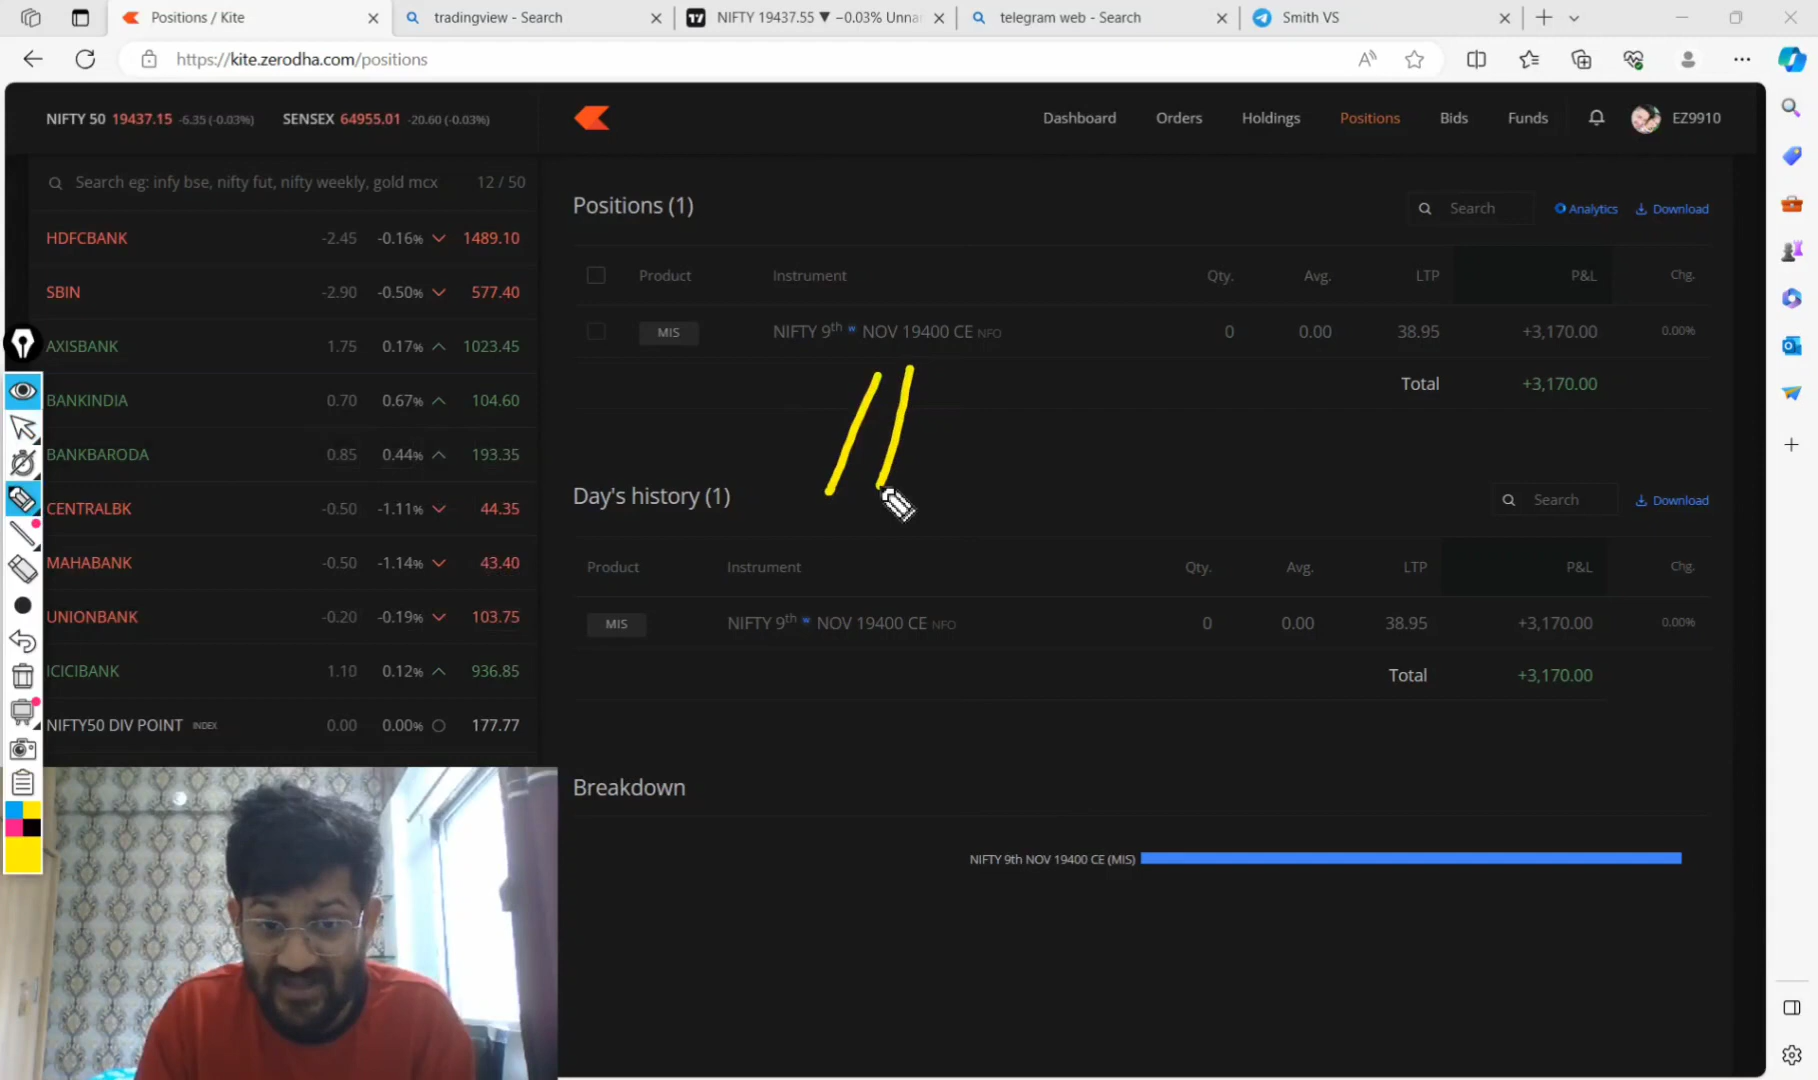 Positions / Kite
tradingview - Search
NIFTY 19437.55 ▼ −0.03% Unna
telegram web - Search
Smith VS
https://kite.zerodha.com/positions
NIFTY 50 19437.15 -6.35 (-0.03%)
SENSEX 64955.01 -20.60 (-0.03%)
Dashboard Orders Holdings Positions Bids Funds EZ9910
Search eg: infy bse, nifty fut, nifty weekly, gold mcx 12 / 50
HDFCBANK -2.45 -0.16% 1489.10
SBIN -2.90 -0.50% 577.40
AXISBANK 1.75 0.17% 1023.45
BANKINDIA 0.70 0.67% 104.60
BANKBARODA 0.85 0.44% 193.35
CENTRALBK -0.50 -1.11% 44.35
MAHABANK -0.50 -1.14% 43.40
UNIONBANK -0.20 -0.19% 103.75
ICICIBANK 1.10 0.12% 936.85
NIFTY50 DIV POINT INDEX 0.00 0.00% 177.77
Positions (1)
Search Analytics Download
Product Instrument Qty. Avg. LTP P&L Chg.
MIS NIFTY 9th w NOV 19400 CE NFO 0 0.00 38.95 +3,170.00 0.00%
Total +3,170.00
Day's history (1)
Search Download
Product Instrument Qty. Avg. LTP P&L Chg.
MIS NIFTY 9th w NOV 19400 CE NFO 0 0.00 38.95 +3,170.00 0.00%
Total +3,170.00
Breakdown
NIFTY 9th NOV 19400 CE (MIS)